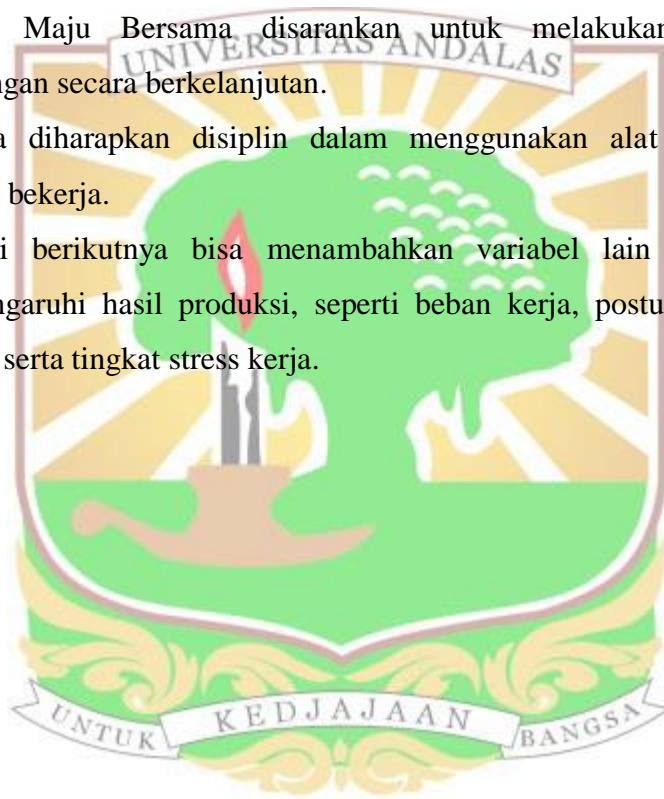 Maju Bersama disarankan untuk melakukan
UNIVERSITAS ANDALAS
ngan secara berkelanjutan.
a diharapkan disiplin dalam menggunakan alat
bekerja.
i berikutnya bisa menambahkan variabel lain
ngaruhi hasil produksi, seperti beban kerja, postu
serta tingkat stress kerja.
UNTUK KEDJAJAAN BANGSA